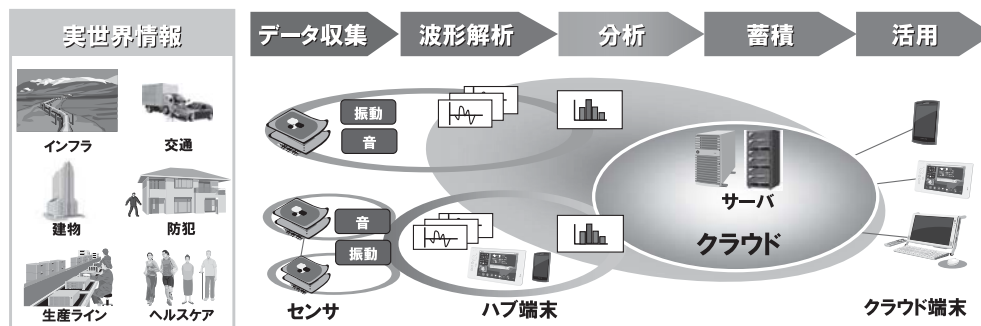 実世界情報
インフラ
交通
建物
防犯
生産ライン
ヘルスケア
データ収集
波形解析
分析
蓄積
活用
振動
音
音
振動
センサ
ハブ端末
サーバ
クラウド
クラウド端末